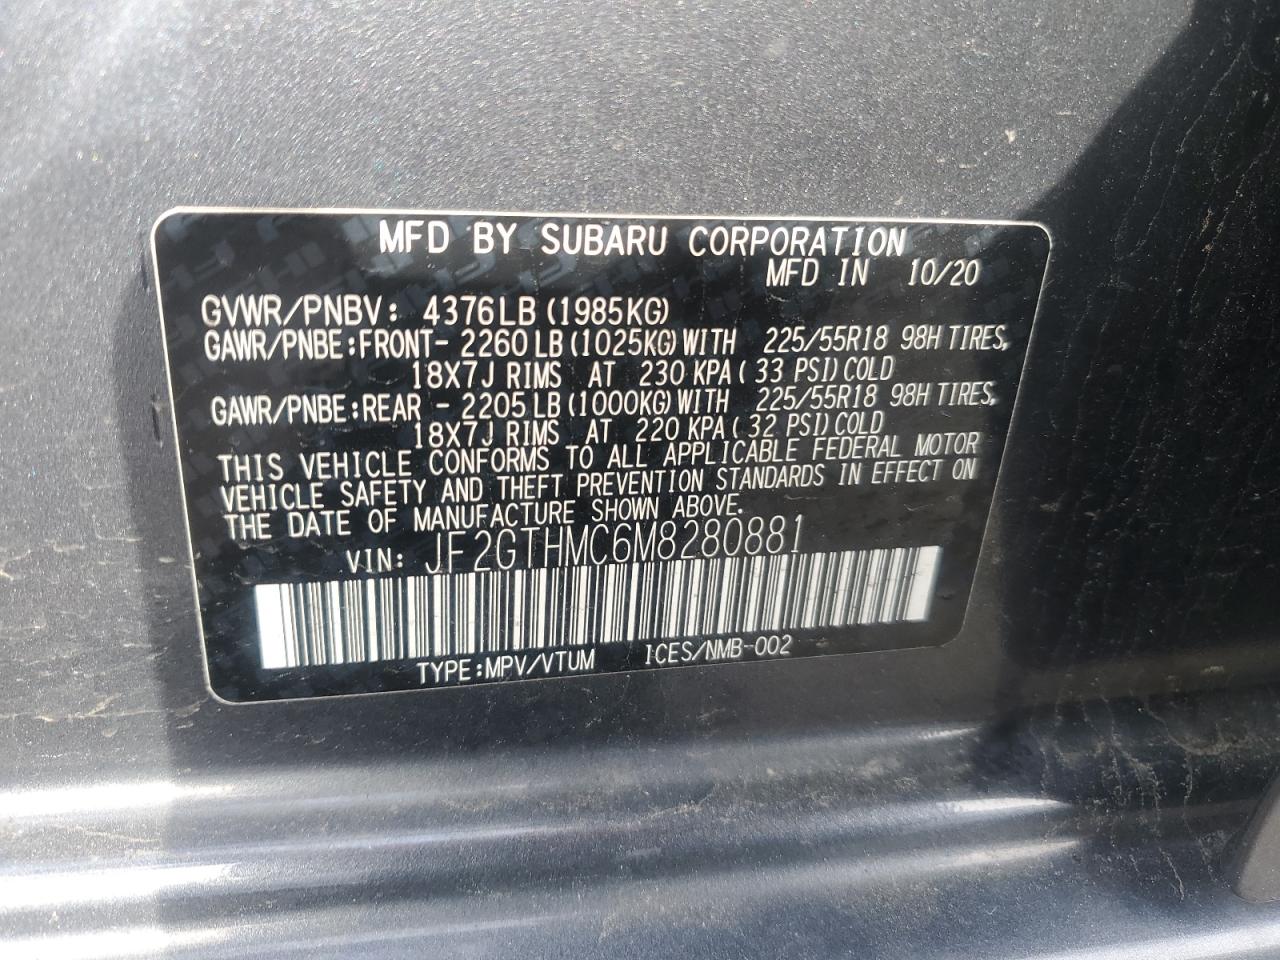 MFD BY SUBARU CORPORATION
MFD IN 10/20
GVWR/PNBV: 4376LB (1985KG)
GAWR/PNBE:FRONT- 2260LB (1025KG) WITH 225/55R18 98H TIRES,
18X7J RIMS AT 230 KPA( 33 PSI) COLD
GAWR/PNBE:REAR - 2205LB (1000KG) WITH 225/55R18 98H TIRES,
18X7J RIMS AT 220 KPA( 32 PSI) COLD
THIS VEHICLE CONFORMS TO ALL APPLICABLE FEDERAL MOTOR
VEHICLE SAFETY AND THEFT PREVENTION STANDARDS IN EFFECT ON
THE DATE OF MANUFACTURE SHOWN ABOVE.
VIN: JF2GTHMC6M8280881
TYPE:MPV/VTUM ICES/NMB-002